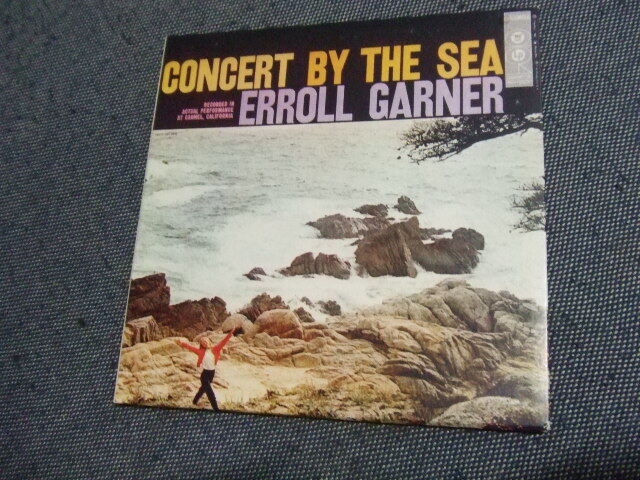 CONCERT BY THE SEA
RECORDED IN
ACTUAL PERFORMANCE
AT CARMEL, CALIFORNIA
ERROLL GARNER